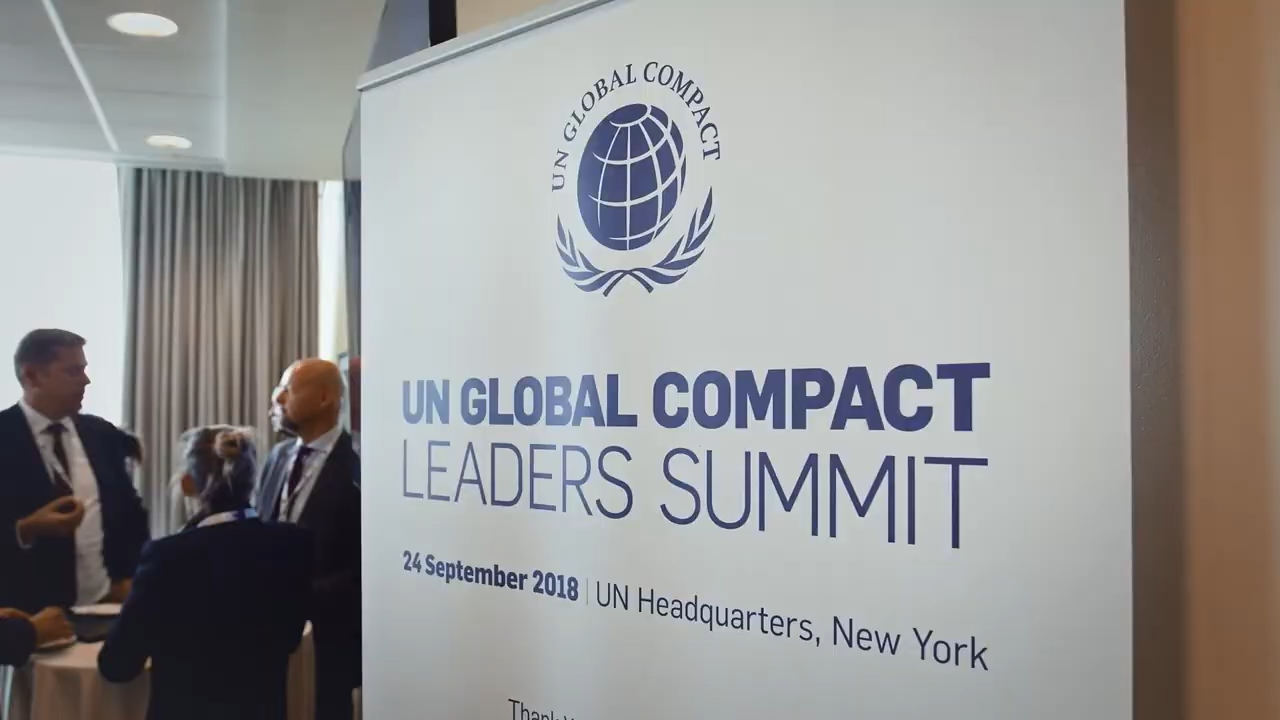 UN GLOBAL COMPACT
UN GLOBAL COMPACT
LEADERS SUMMIT
24 September 2018 | UN Headquarters, New York